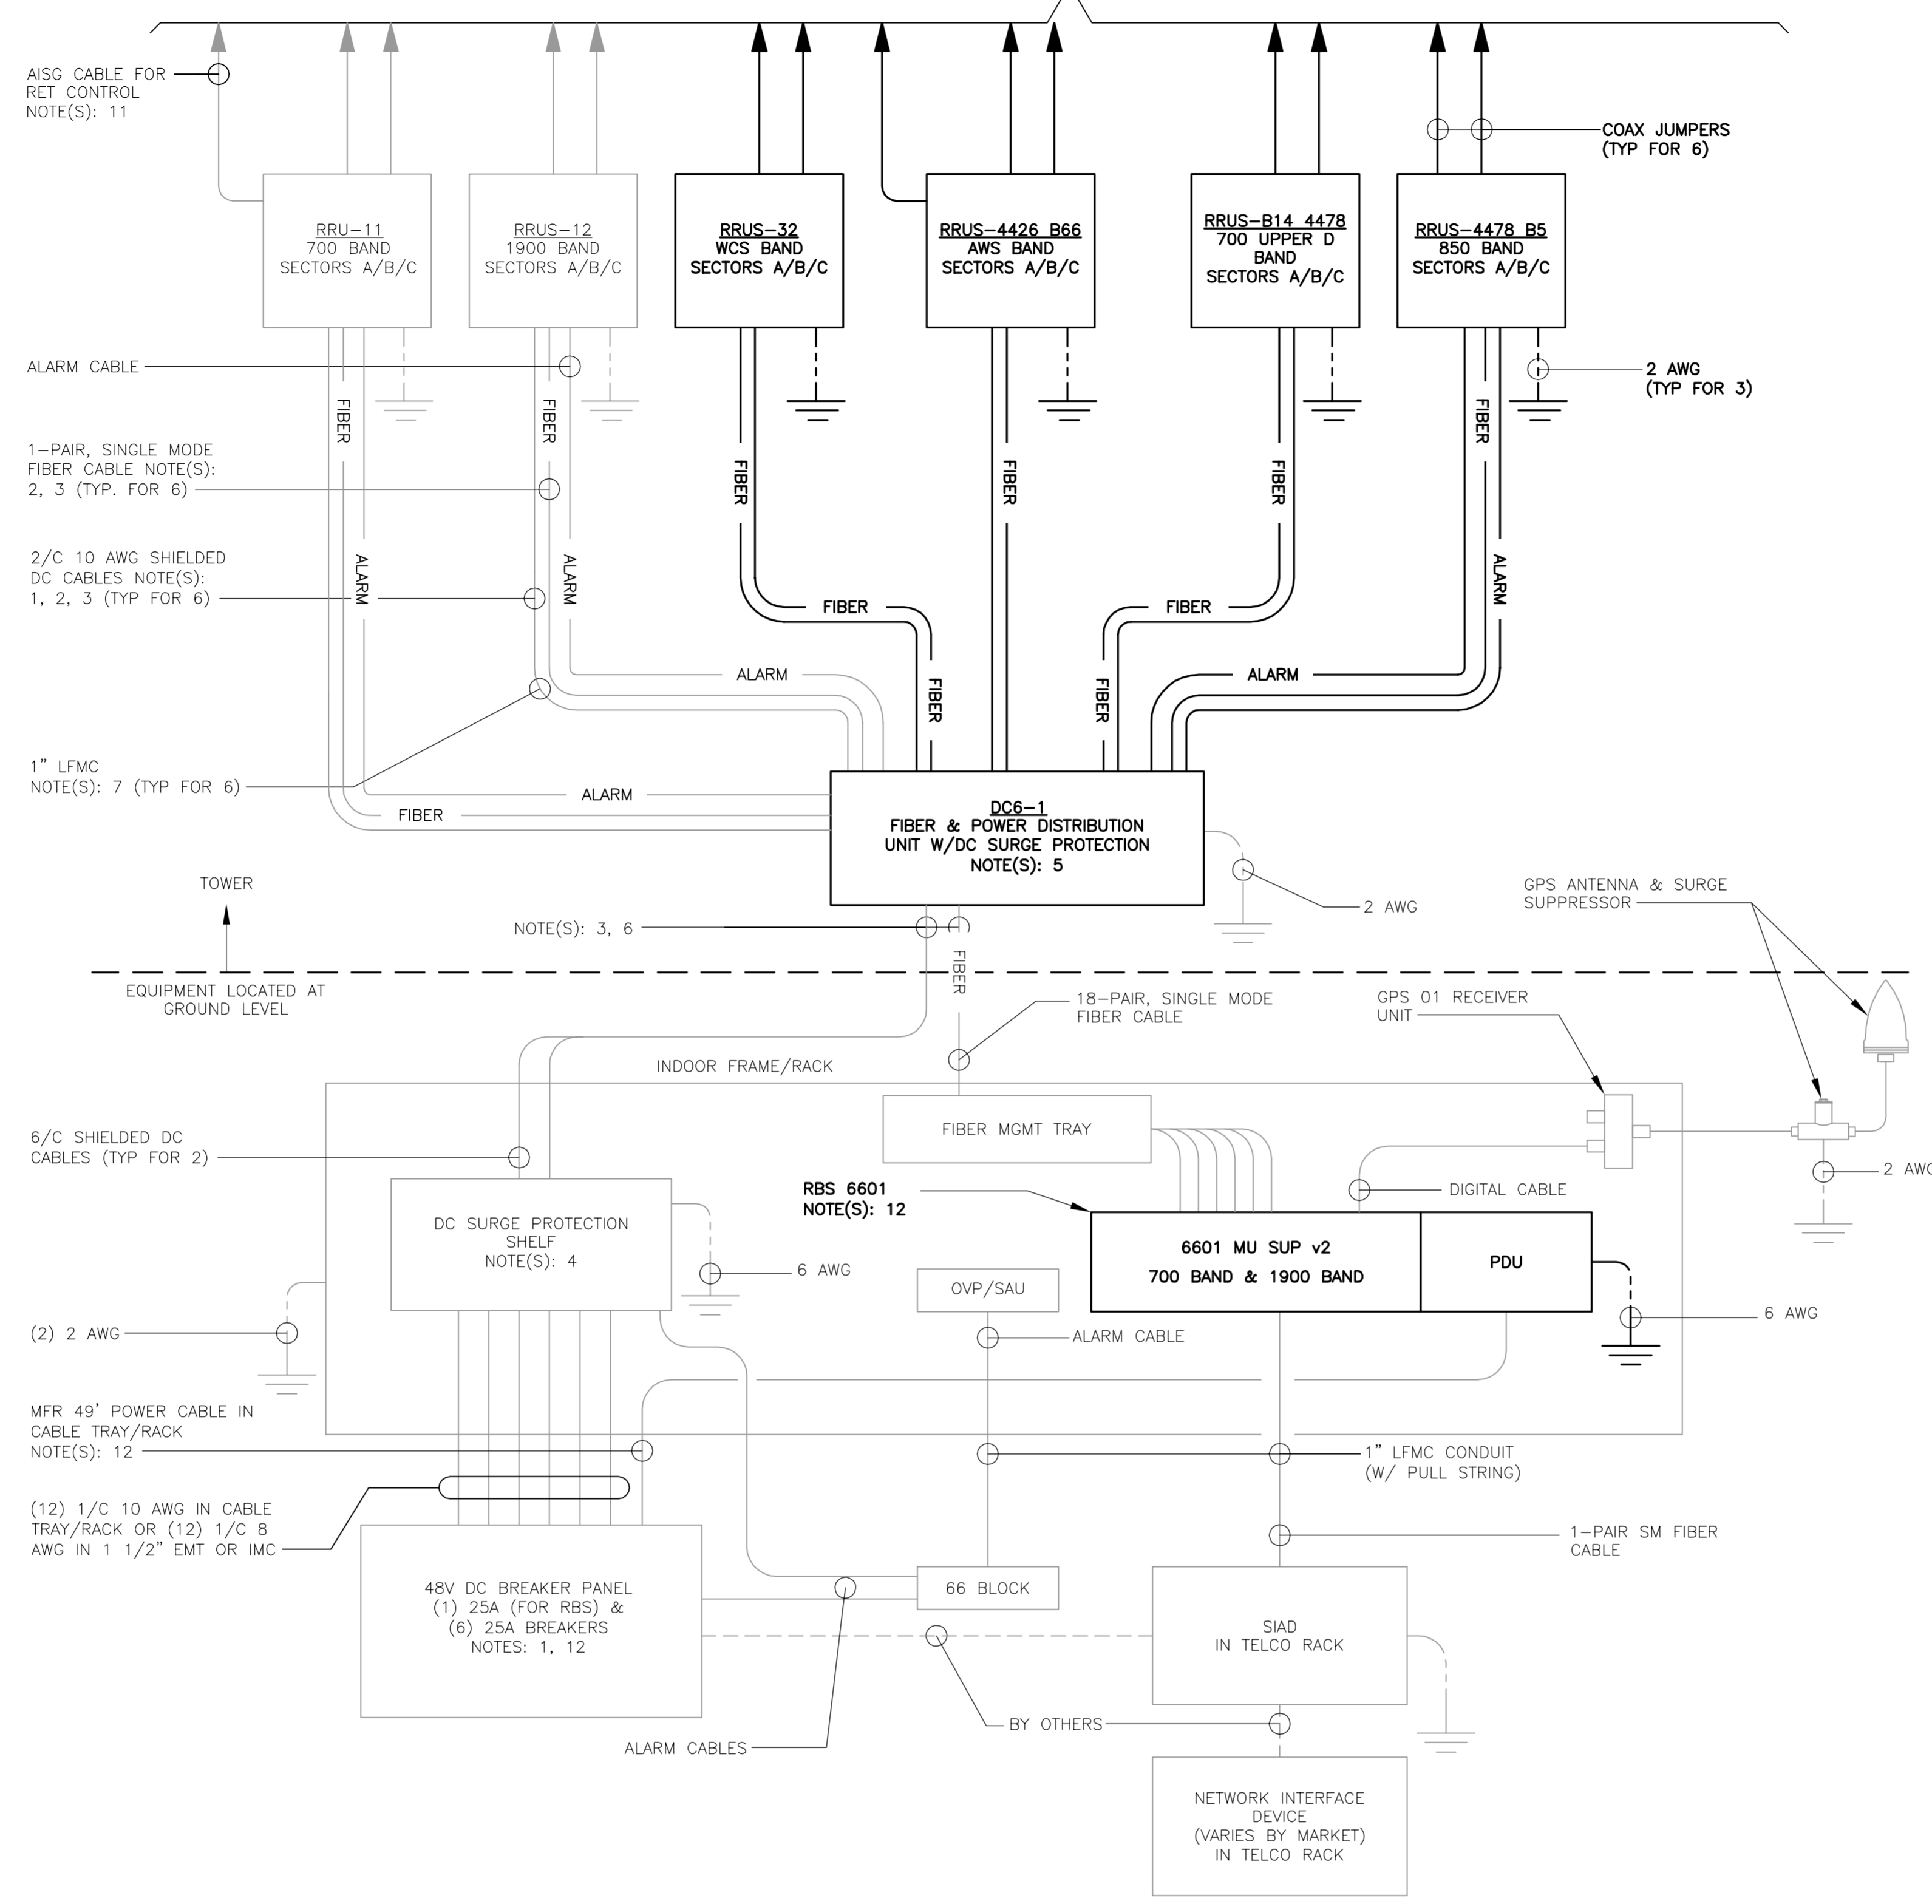 AISG CABLE FOR
RET CONTROL
NOTE(S): 11
COAX JUMPERS
(TYP FOR 6)
RRU-11
700 BAND
SECTORS A/B/C
RRUS-12
1900 BAND
SECTORS A/B/C
RRUS-32
WCS BAND
SECTORS A/B/C
RRUS-4426 B66
AWS BAND
SECTORS A/B/C
RRUS-B14 4478
700 UPPER D
BAND
SECTORS A/B/C
RRUS-4478 B5
850 BAND
SECTORS A/B/C
ALARM CABLE
2 AWG
(TYP FOR 3)
FIBER
FIBER
FIBER
1-PAIR, SINGLE MODE
FIBER CABLE NOTE(S):
2, 3 (TYP. FOR 6)
FIBER
FIBER
FIBER
2/C 10 AWG SHIELDED
DC CABLES NOTE(S):
1, 2, 3 (TYP FOR 6)
ALARM
ALARM
ALARM
FIBER
FIBER
ALARM
ALARM
FIBER
FIBER
1" LFMC
NOTE(S): 7 (TYP FOR 6)
ALARM
FIBER
DC6-1
FIBER & POWER DISTRIBUTION
UNIT W/DC SURGE PROTECTION
NOTE(S): 5
TOWER
2 AWG
GPS ANTENNA & SURGE
SUPPRESSOR
NOTE(S): 3, 6
FIBER
EQUIPMENT LOCATED AT
GROUND LEVEL
18-PAIR, SINGLE MODE
FIBER CABLE
GPS 01 RECEIVER
UNIT
INDOOR FRAME/RACK
FIBER MGMT TRAY
6/C SHIELDED DC
CABLES (TYP FOR 2)
2 AWG
RBS 6601
NOTE(S): 12
DIGITAL CABLE
DC SURGE PROTECTION
SHELF
NOTE(S): 4
6 AWG
6601 MU SUP v2
700 BAND & 1900 BAND
PDU
OVP/SAU
6 AWG
(2) 2 AWG
ALARM CABLE
MFR 49' POWER CABLE IN
CABLE TRAY/RACK
NOTE(S): 12
1" LFMC CONDUIT
(W/ PULL STRING)
(12) 1/C 10 AWG IN CABLE
TRAY/RACK OR (12) 1/C 8
AWG IN 1 1/2" EMT OR IMC
1-PAIR SM FIBER
CABLE
48V DC BREAKER PANEL
(1) 25A (FOR RBS) &
(6) 25A BREAKERS
NOTES: 1, 12
66 BLOCK
SIAD
IN TELCO RACK
BY OTHERS
ALARM CABLES
NETWORK INTERFACE
DEVICE
(VARIES BY MARKET)
IN TELCO RACK